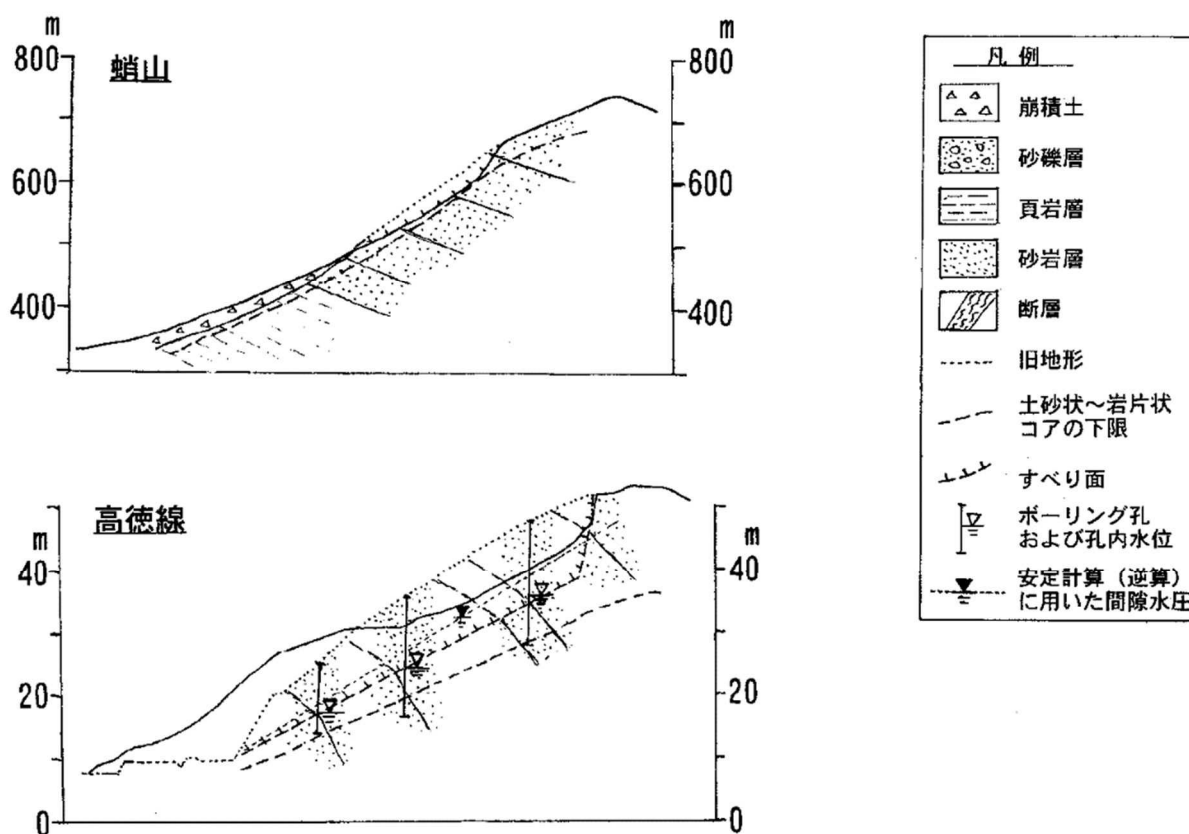 m
800
600
400
蛸山
m
800
600
400
m
40
20
0
高徳線
m
40
20
0
凡例
崩積土
砂礫層
頁岩層
砂岩層
断層
旧地形
土砂状～岩片状
コアの下限
すべり面
ボーリング孔
および孔内水位
安定計算（逆算）
に用いた間隙水圧